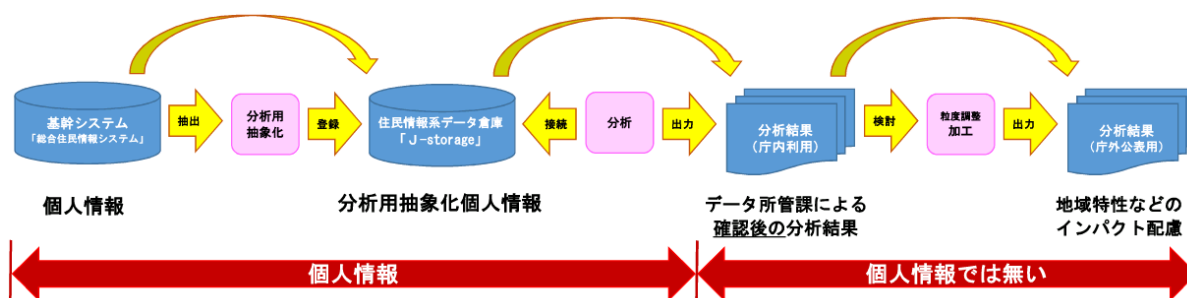 基幹システム
「総合住民情報システム」
抽出
分析用
抽象化
登録
住民情報系データ倉庫
「J-storage」
接続
分析
出力
分析結果
（庁内利用）
検討
粒度調整
加工
出力
分析結果
（庁外公表用）
個人情報
分析用抽象化個人情報
データ所管課による
確認後の分析結果
地域特性などの
インパクト配慮
個人情報
個人情報では無い